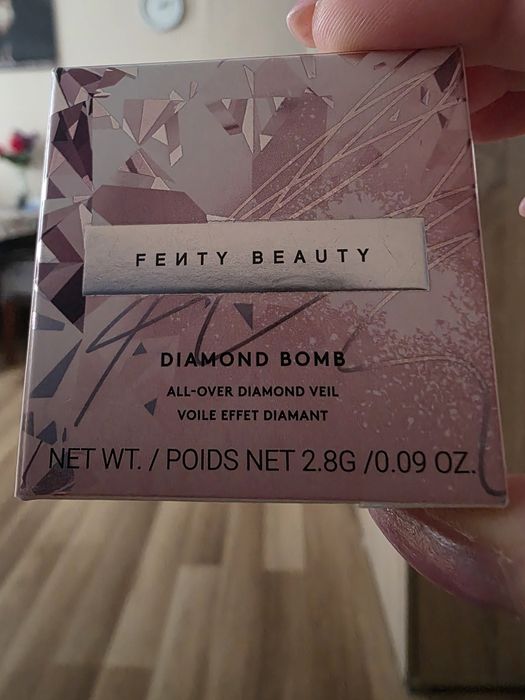 FEИTY BEAUTY
DIAMOND BOMB
ALL-OVER DIAMOND VEIL
VOILE EFFET DIAMANT
NET WT. / POIDS NET 2.8G /0.09 OZ.